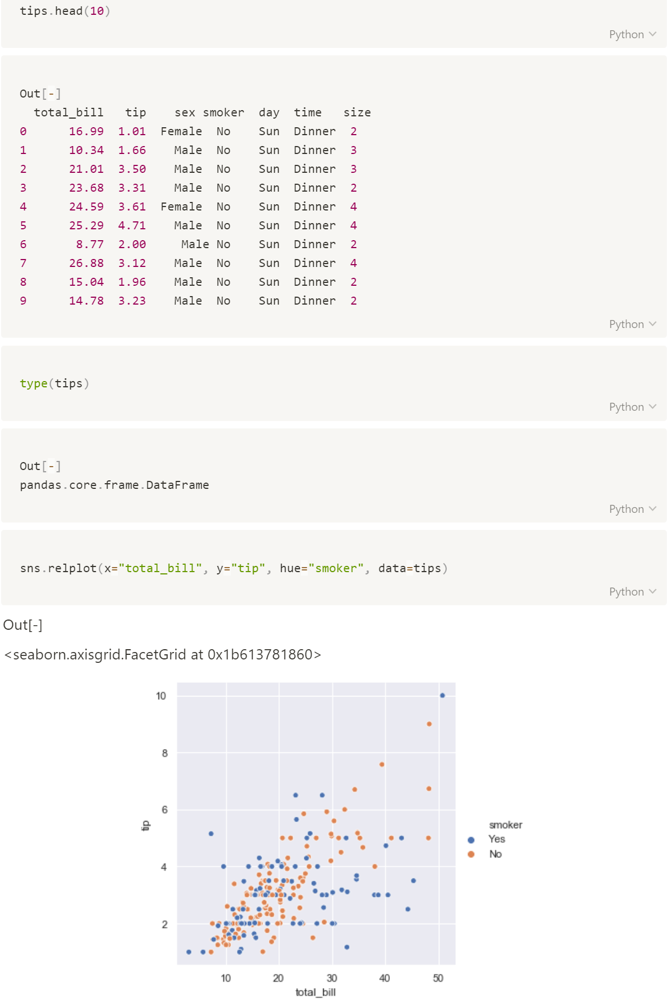 tips.head(10)
Python
Out[-]
total_bill tip sex smoker day time size
0 16.99 1.01 Female No Sun Dinner 2
1 10.34 1.66 Male No Sun Dinner 3
2 21.01 3.50 Male No Sun Dinner 3
3 23.68 3.31 Male No Sun Dinner 2
4 24.59 3.61 Female No Sun Dinner 4
5 25.29 4.71 Male No Sun Dinner 4
6 8.77 2.00 Male No Sun Dinner 2
7 26.88 3.12 Male No Sun Dinner 4
8 15.04 1.96 Male No Sun Dinner 2
9 14.78 3.23 Male No Sun Dinner 2
Python
type(tips)
Python
Out[-]
pandas.core.frame.DataFrame
Python
sns.relplot(x="total_bill", y="tip", hue="smoker", data=tips)
Python
Out[-]
<seaborn.axisgrid.FacetGrid at 0x1b613781860>
10
8
6
4
2
tip
smoker
Yes
No
10 20 30 40 50
total_bill